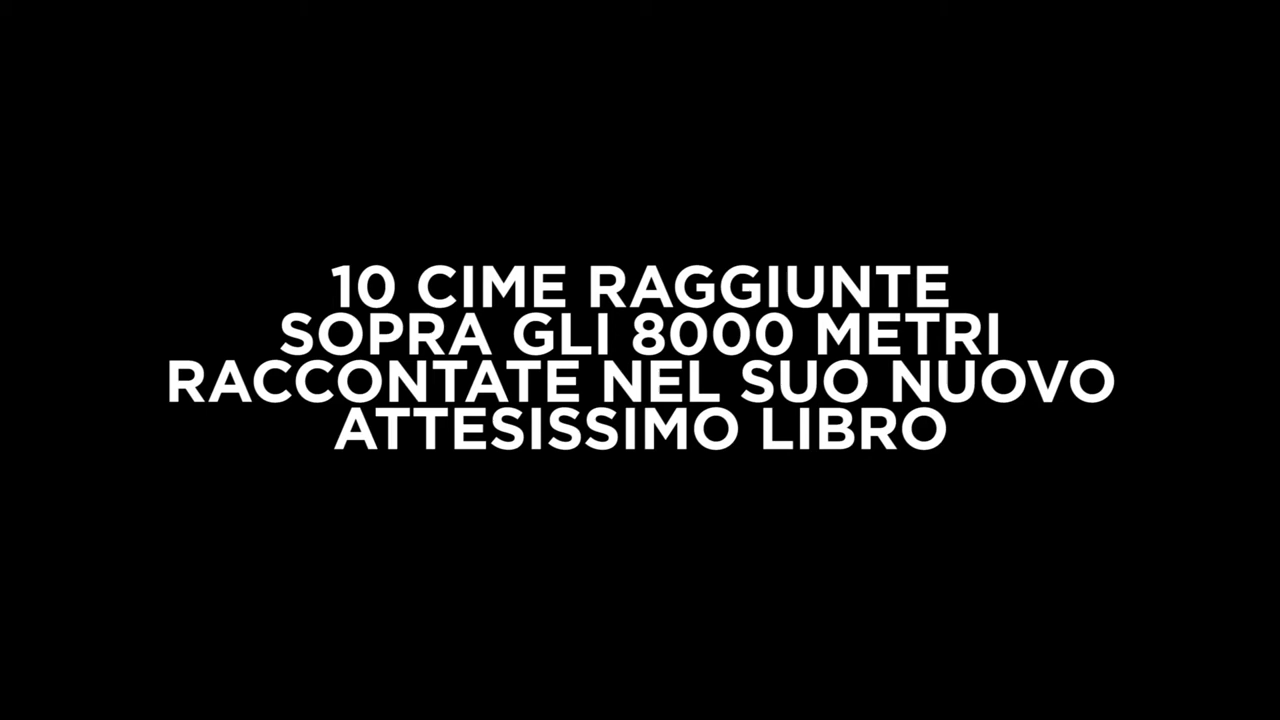 10 CIME RAGGIUNTE
SOPRA GLI 8000 METRI
RACCONTATE NEL SUO NUOVO
ATTESISSIMO LIBRO